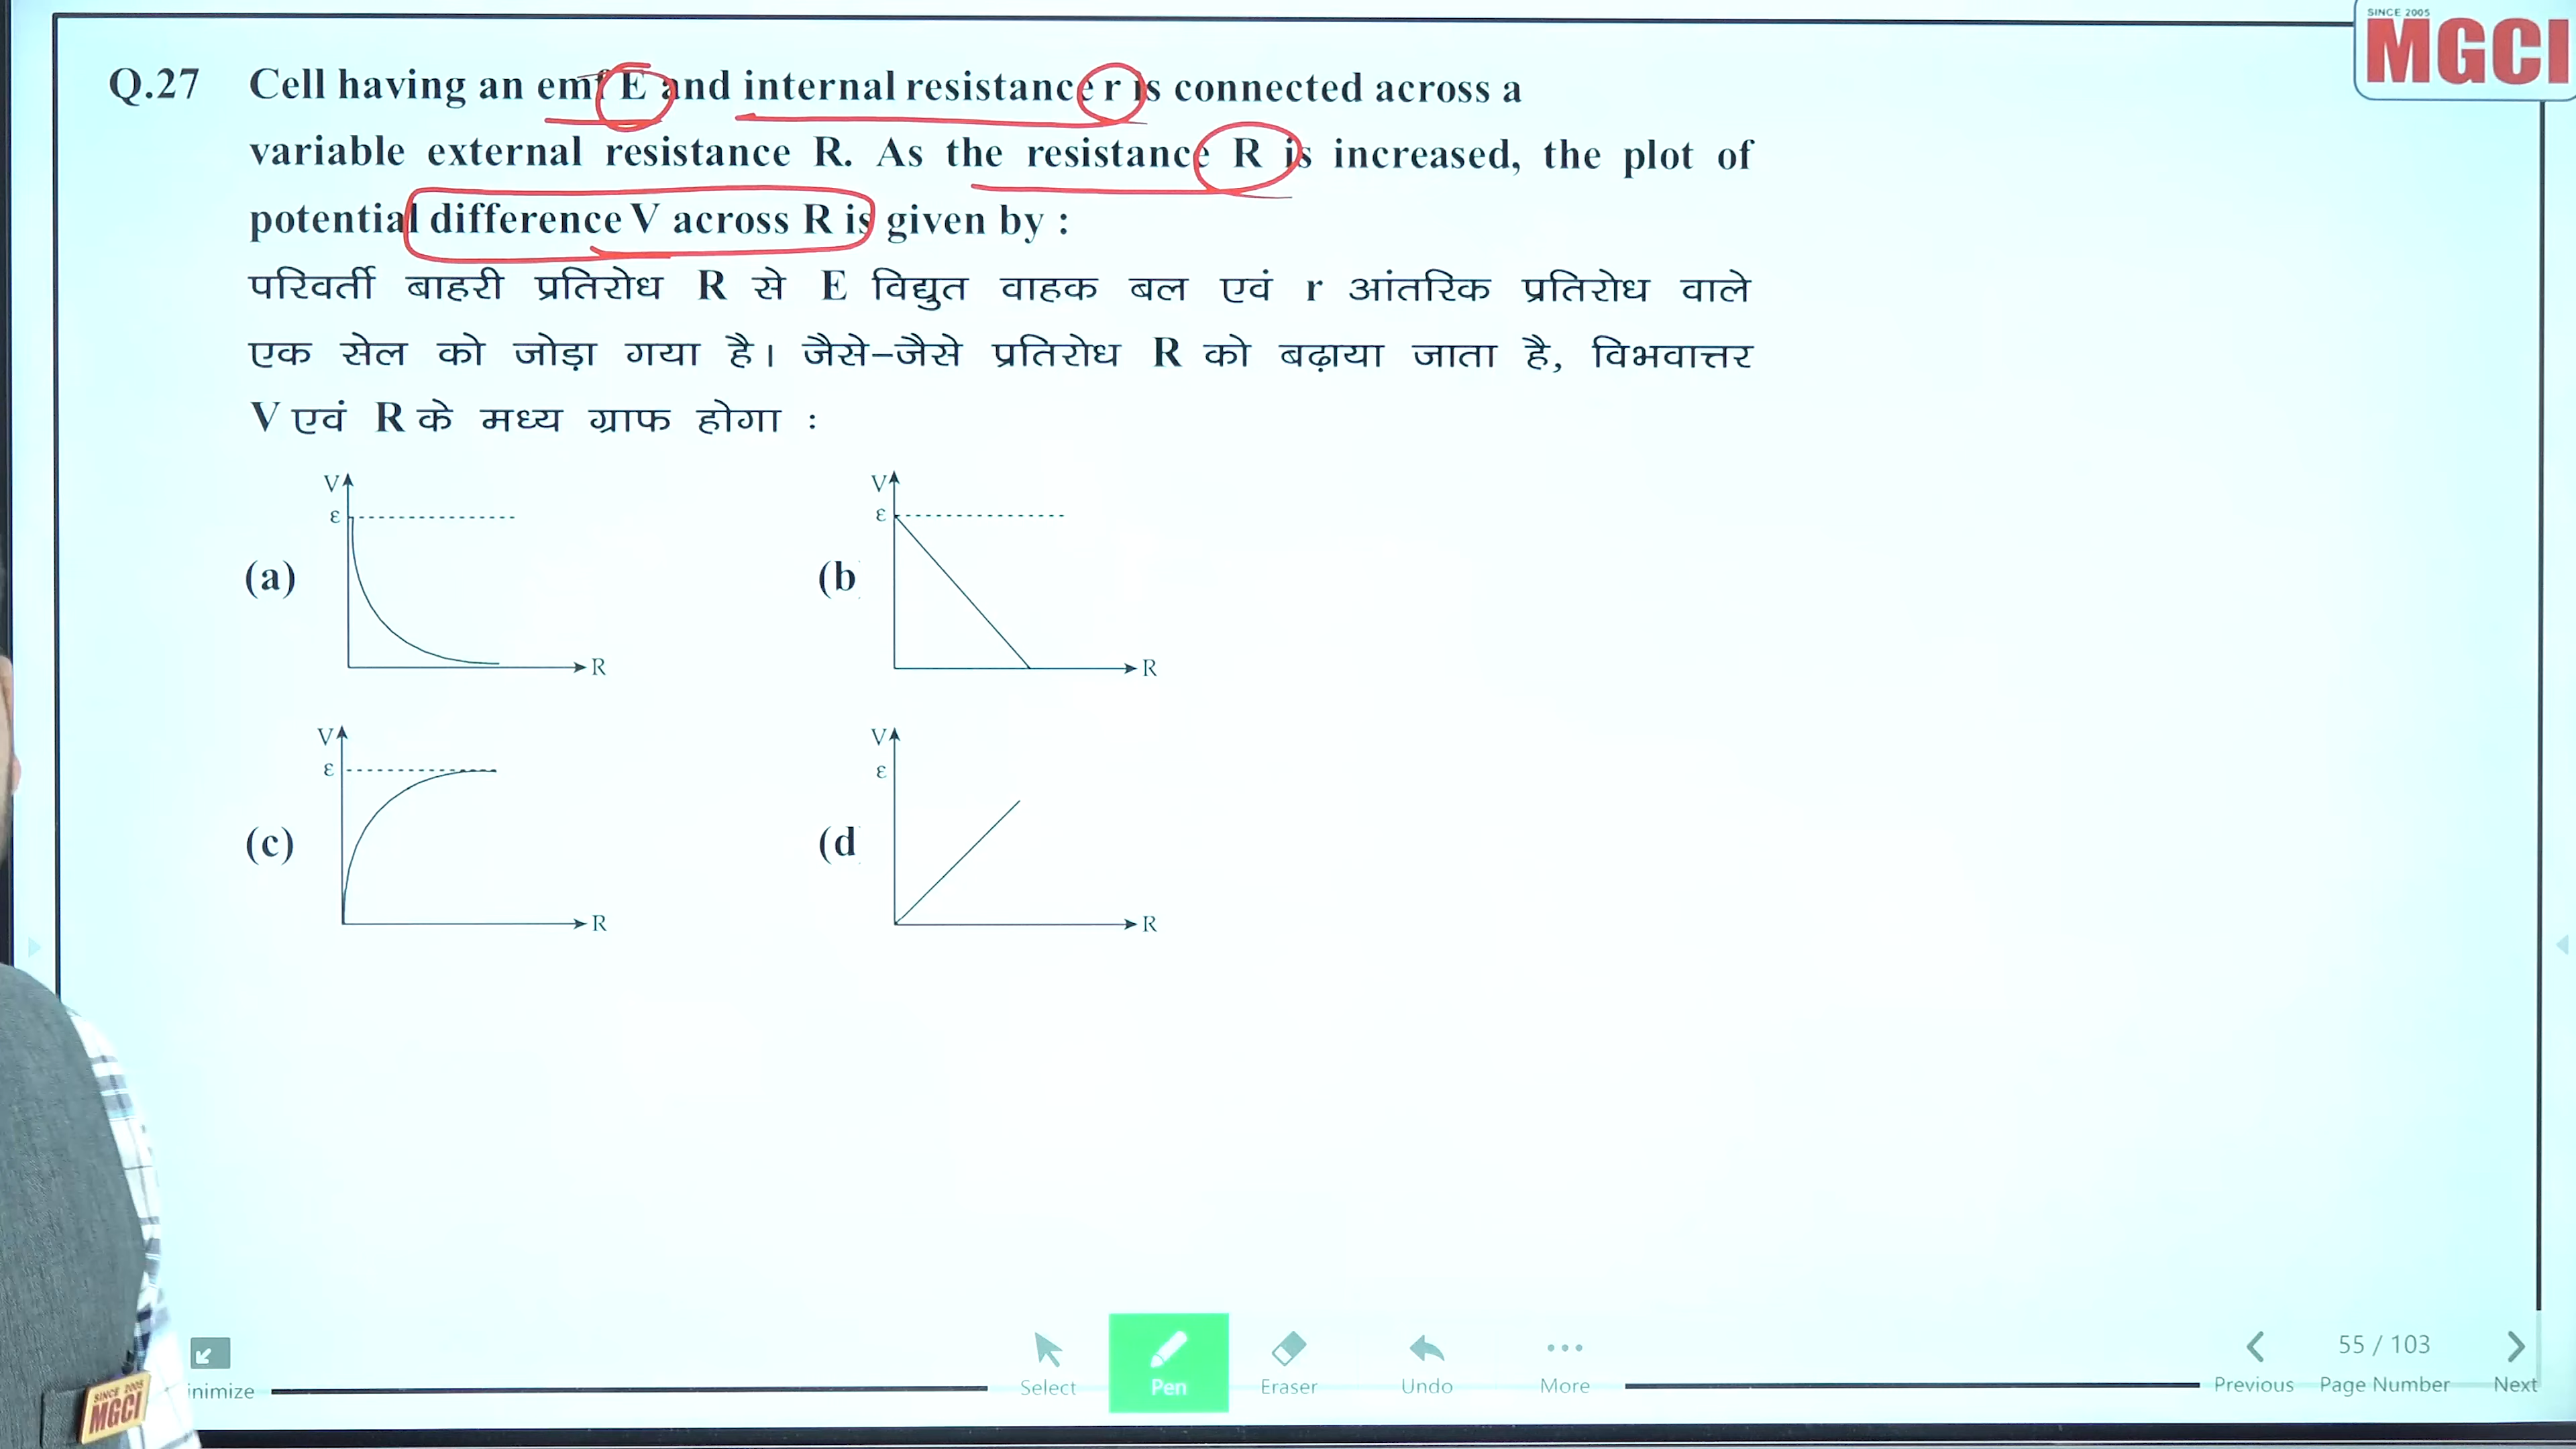 SINCE 2005
MGCI
Q.27 Cell having an emf E and internal resistance r is connected across a
variable external resistance R. As the resistance R is increased, the plot of
potential difference V across R is given by :
परिवर्ती बाहरी प्रतिरोध R से E विद्युत वाहक बल एवं r आंतरिक प्रतिरोध वाले
एक सेल को जोड़ा गया है। जैसे-जैसे प्रतिरोध R को बढ़ाया जाता है, विभवात्तर
V एवं R के मध्य ग्राफ होगा :
(a) V ε R
(b V ε R
(c) V ε R
(d V ε R
Select Pen Eraser Undo More
inimize
Previous 55 / 103 Page Number Next
SINCE 2005
MGCI